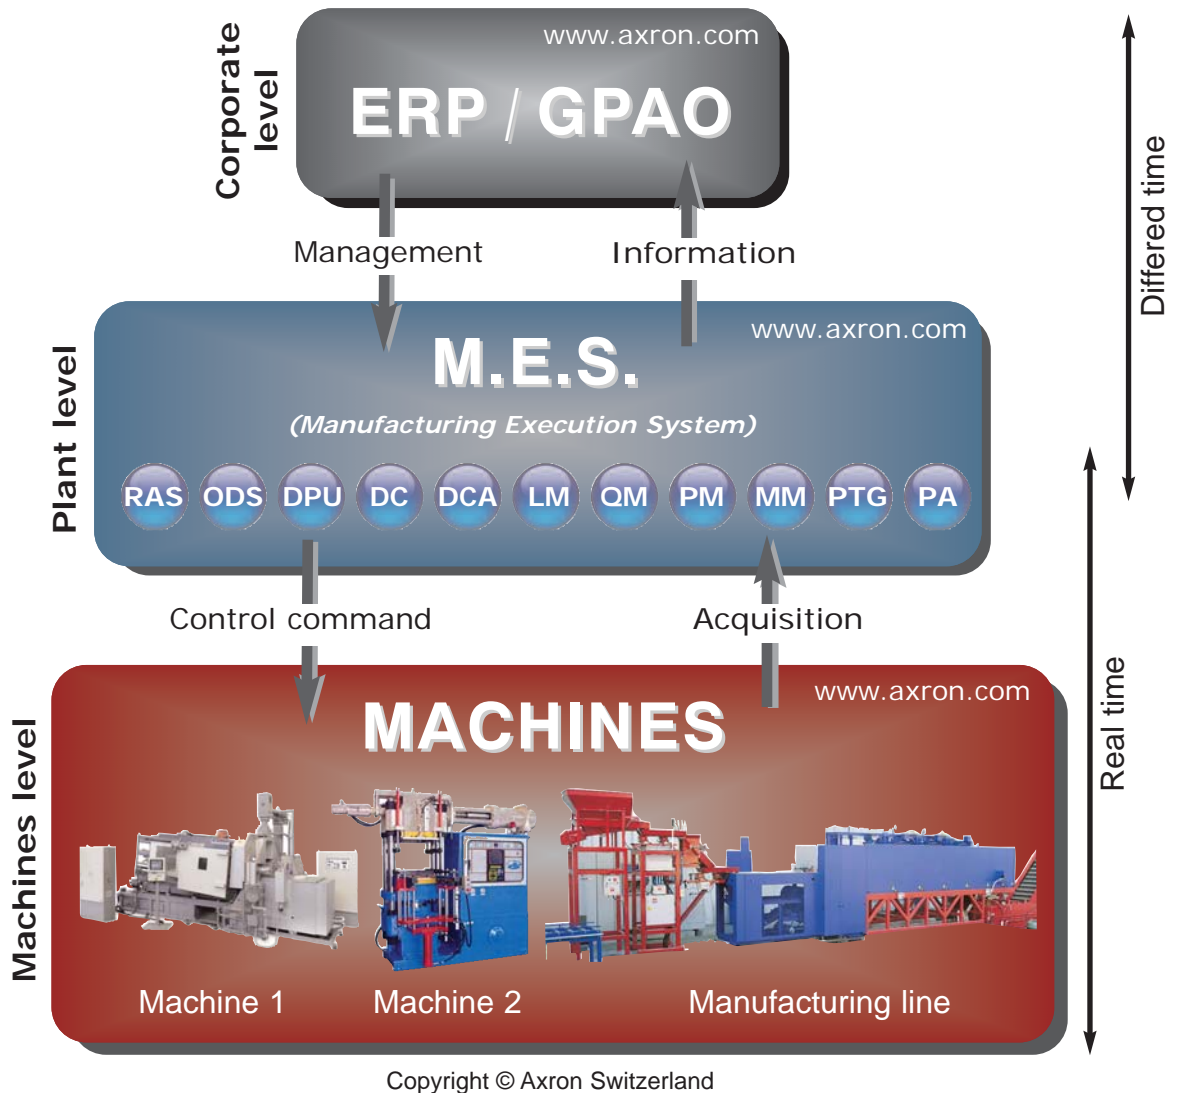 Corporate
level
www.axron.com
ERP / GPAO
Management
Information
Differed time
Plant level
www.axron.com
M.E.S.
(Manufacturing Execution System)
RAS ODS DPU DC DCA LM QM PM MM PTG PA
Control command
Acquisition
Real time
Machines level
www.axron.com
MACHINES
Machine 1
Machine 2
Manufacturing line
Copyright © Axron Switzerland